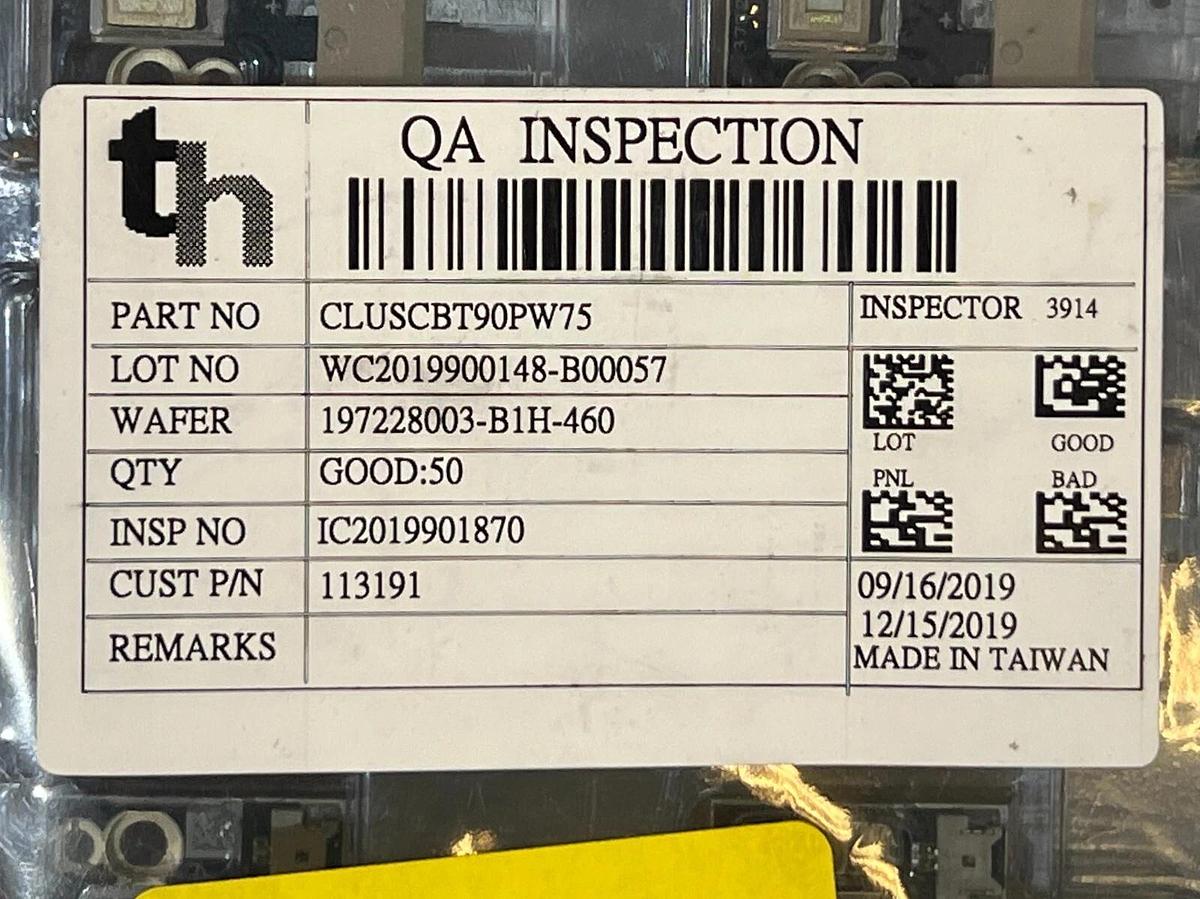 th
QA INSPECTION
PART NO CLUSCBT90PW75
INSPECTOR 3914
LOT NO WC2019900148-B00057
WAFER 197228003-B1H-460
LOT GOOD
QTY GOOD:50
PNL BAD
INSP NO IC2019901870
CUST P/N 113191
09/16/2019
12/15/2019
REMARKS
MADE IN TAIWAN